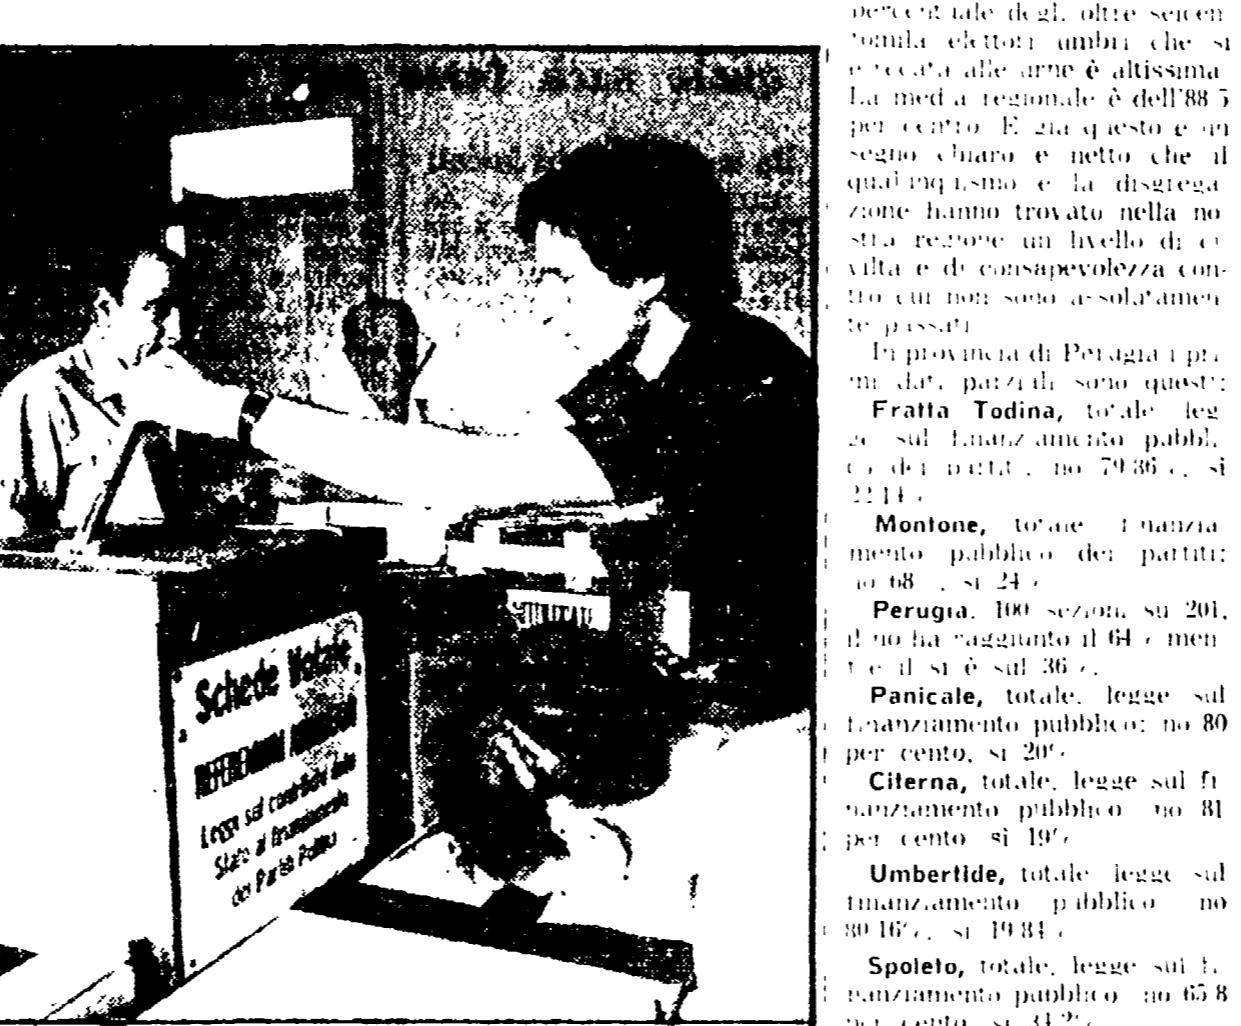 Schede Votate
REFERENDUM
Legge sul contributo dello
Stato al finanziamento
dei Partiti Politici
percentuale degli oltre seicen
tomila elettori umbri che si
è recata alle urne è altissima
La media regionale è dell'88 5
per cento E già questo è un
segno chiaro e netto che il
qualunquismo e la disgrega
zione hanno trovato nella no
stra regione un livello di ci
viltà e di consapevolezza con-
tro cui non sono assolutamen
te passati
In provincia di Perugia i pri
mi dati parziali sono questi:
Fratta Todina, totale leg
ge sul finanziamento pubbli
co dei partiti, no 79 86%, si
Montone, totale finanzia
mento pubblico dei partiti:
no 68 si 24%
Perugia, 100 sezioni su 201,
il no ha raggiunto il 64% men
tre il si è sul 36%.
Panicale, totale, legge sul
finanziamento pubblico: no 80
per cento, si 20%
Citerna, totale, legge sul fi
nanziamento pubblico no 81
per cento si 19%
Umbertide, totale legge sul
finanziamento pubblico no
80 16%, si 19 84%
Spoleto, totale, legge sul fi
nanziamento pubblico no 65 8
per cento si 34 2%